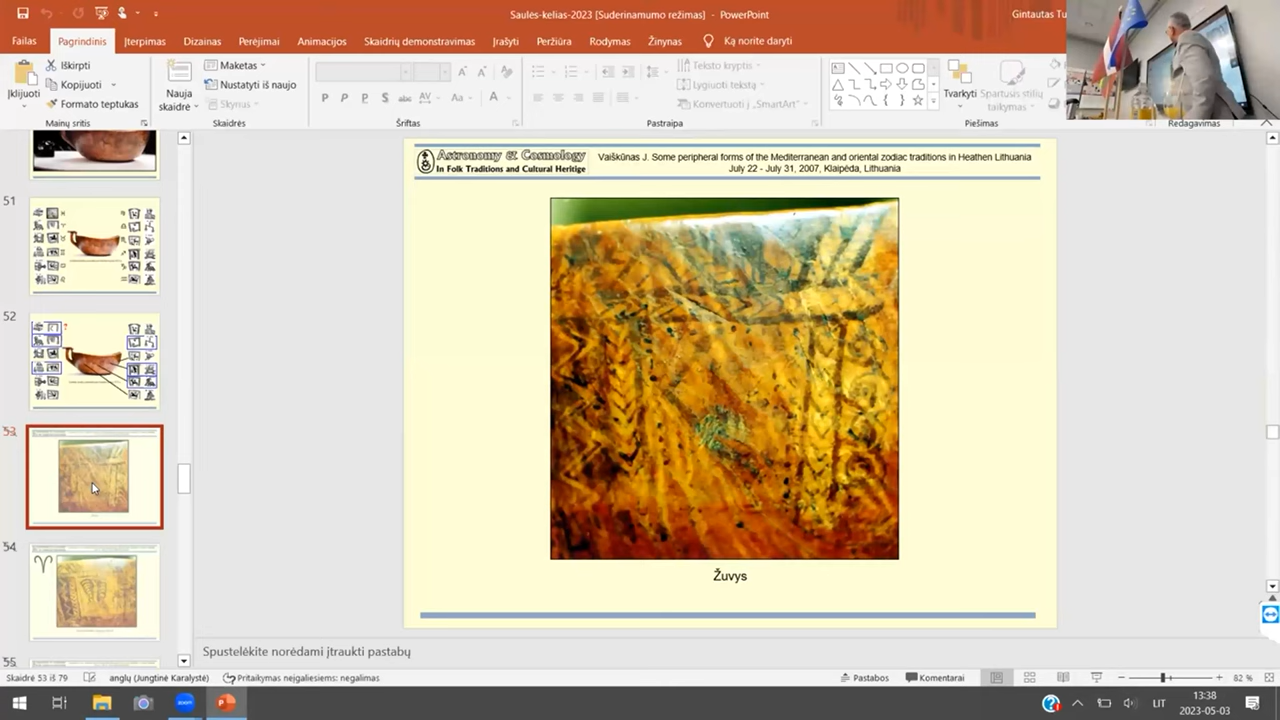 Saulės-kelias-2023 [Suderinamumo režimas] - PowerPoint
Gintautas Tu
Failas
Pagrindinis
Įterpimas
Dizainas
Perėjimai
Animacijos
Skaidrių demonstravimas
Įrašyti
Peržiūra
Rodymas
Žinynas
Ką norite daryti
Įklijuoti
Iškirpti
Kopijuoti
Formato teptukas
Mainų sritis
Nauja
skaidrė
Maketas
Nustatyti iš naujo
Skyrius
Skaidrės
Šriftas
Teksto kryptis
Lygiuoti tekstą
Konvertuoti į „SmartArt"
Pastraipa
Tvarkyti
Spartusis stilių
taikymas
Piešimas
Redagavimas
51
52
53
54
55
Astronomy & Cosmology
In Folk Traditions and Cultural Heritige
Vaiškūnas J. Some peripheral forms of the Mediterranean and oriental zodiac traditions in Heathen Lithuania
July 22 - July 31, 2007, Klaipėda, Lithuania
Žuvys
Spustelėkite norėdami įtraukti pastabų
Skaidrė 53 iš 79
anglų (Jungtinė Karalystė)
Pritaikymas neįgaliesiems: negalimas
Pastabos
Komentarai
82 %
LIT
13:38
2023-05-03